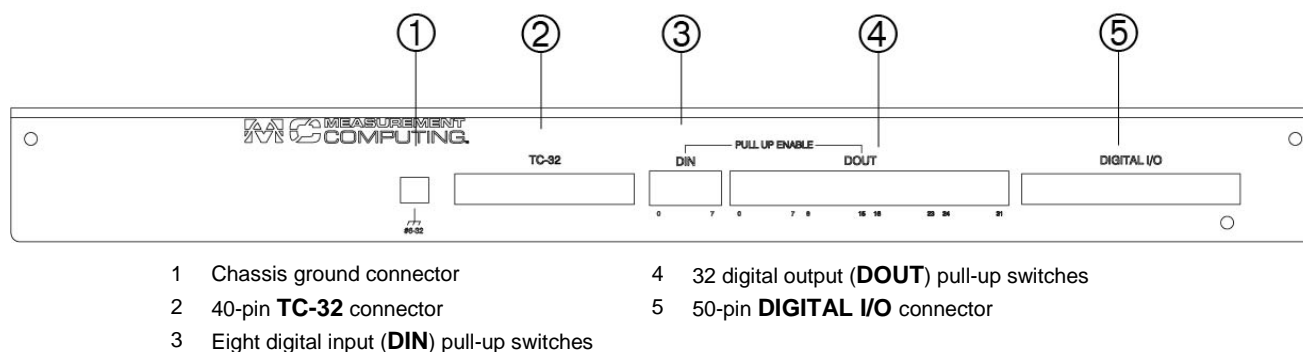 1 2 3 4 5
MEASUREMENT
COMPUTING.
PULL UP ENABLE
TC-32 DIN DOUT DIGITAL I/O
0 7 0 7 8 15 16 23 24 31
#6-32
1 Chassis ground connector
2 40-pin TC-32 connector
3 Eight digital input (DIN) pull-up switches
4 32 digital output (DOUT) pull-up switches
5 50-pin DIGITAL I/O connector